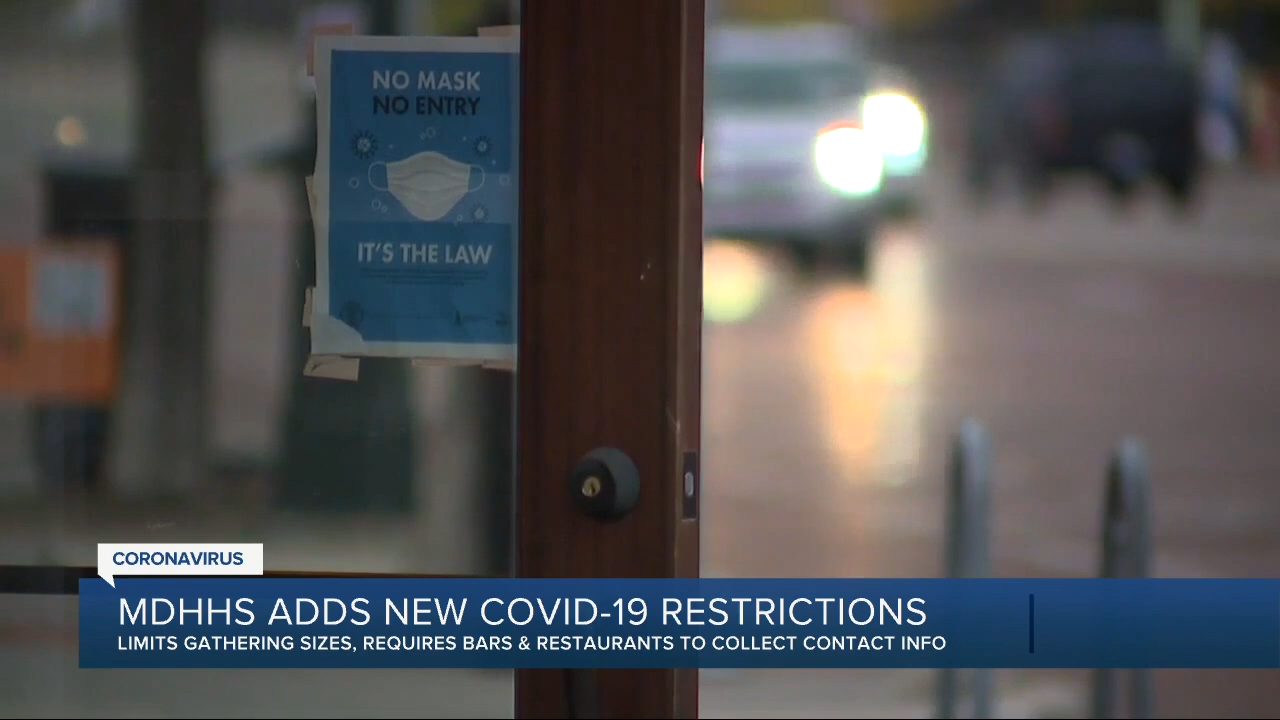 NO MASK
NO ENTRY
IT'S THE LAW
CORONAVIRUS
MDHHS ADDS NEW COVID-19 RESTRICTIONS
LIMITS GATHERING SIZES, REQUIRES BARS & RESTAURANTS TO COLLECT CONTACT INFO